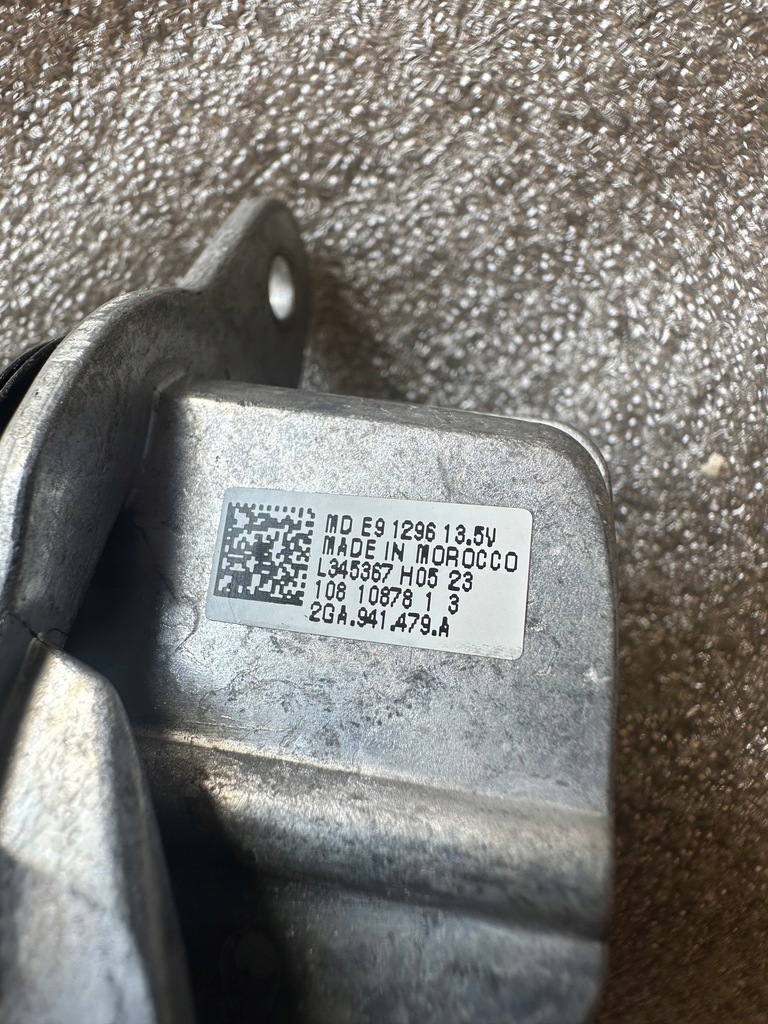 MD E9 1296 13.5V
MADE IN MOROCCO
L345367 H05 23
108 10878 1 3
2GA.941.479.A